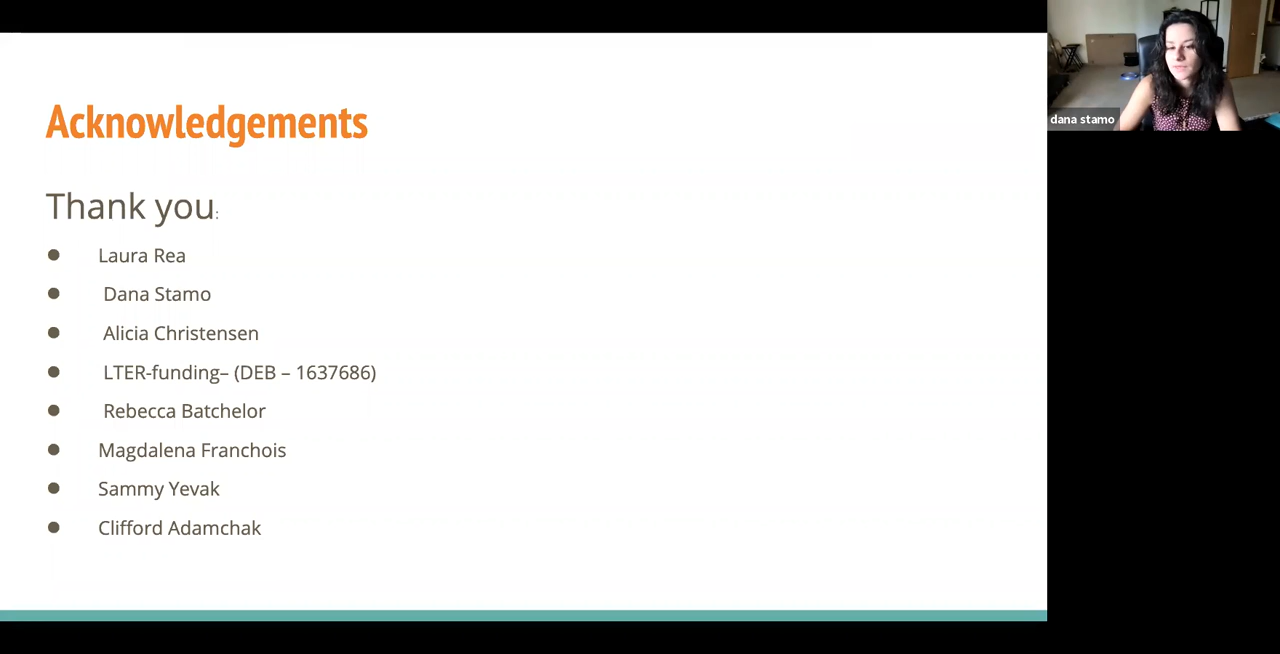 Acknowledgements
Thank you:
● Laura Rea
● Dana Stamo
● Alicia Christensen
● LTER-funding– (DEB – 1637686)
● Rebecca Batchelor
● Magdalena Franchois
● Sammy Yevak
● Clifford Adamchak
dana stamo